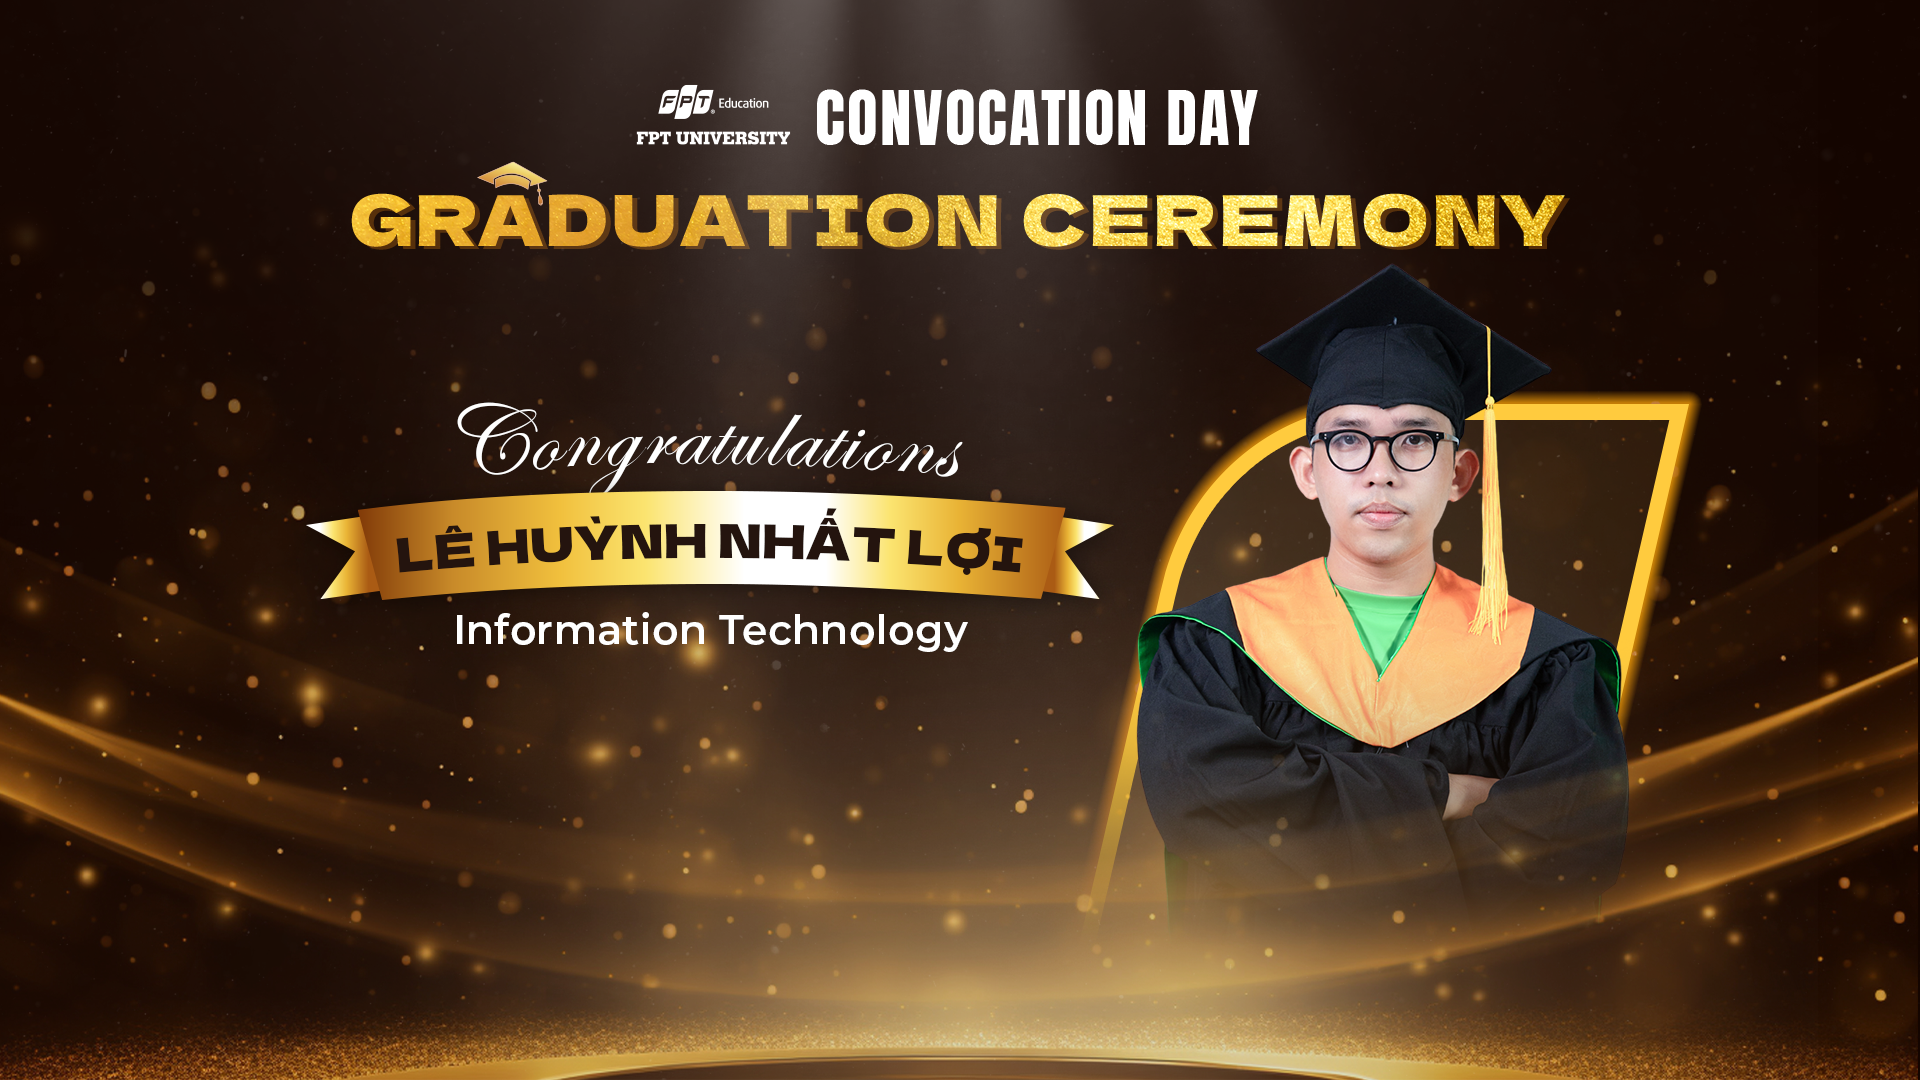 FPT Education
FPT UNIVERSITY
CONVOCATION DAY
GRADUATION CEREMONY
Congratulations
LÊ HUỲNH NHẤT LỢI
Information Technology